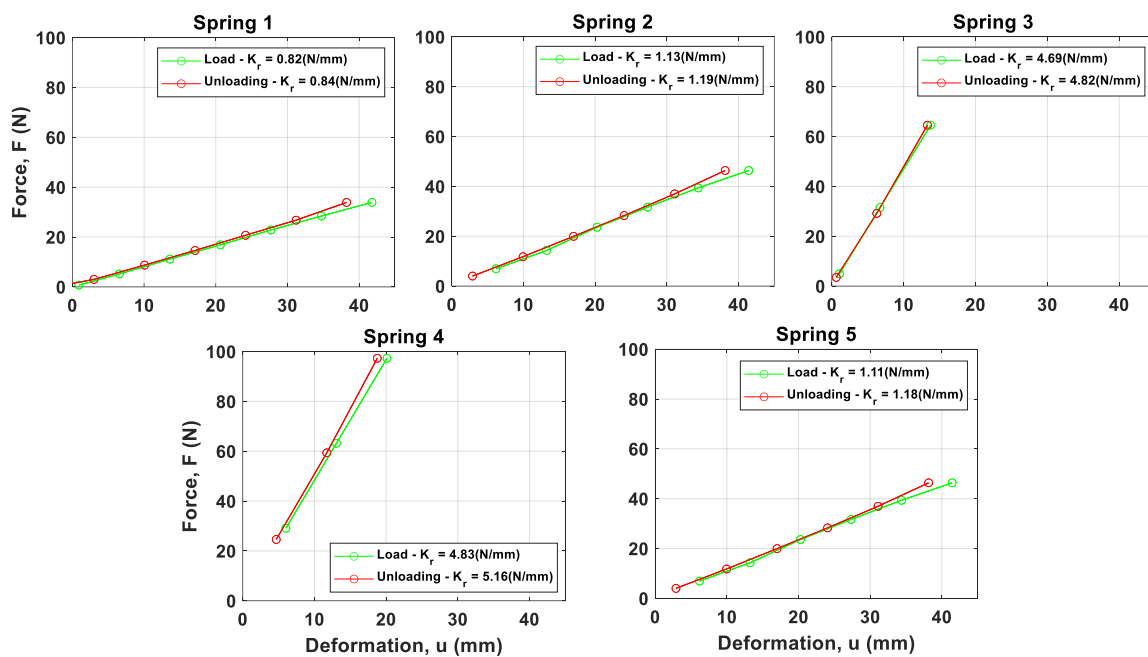 Spring 1
Load - K_r = 0.82(N/mm)
Unloading - K_r = 0.84(N/mm)
100
80
60
40
20
0
0 10 20 30 40
Force, F (N)
Spring 2
Load - K_r = 1.13(N/mm)
Unloading - K_r = 1.19(N/mm)
100
80
60
40
20
0
0 10 20 30 40
Spring 3
Load - K_r = 4.69(N/mm)
Unloading - K_r = 4.82(N/mm)
100
80
60
40
20
0
0 10 20 30 40
Spring 4
100
80
60
40
20
0
Load - K_r = 4.83(N/mm)
Unloading - K_r = 5.16(N/mm)
0 10 20 30 40
Force, F (N)
Deformation, u (mm)
Spring 5
Load - K_r = 1.11(N/mm)
Unloading - K_r = 1.18(N/mm)
100
80
60
40
20
0
0 10 20 30 40
Deformation, u (mm)